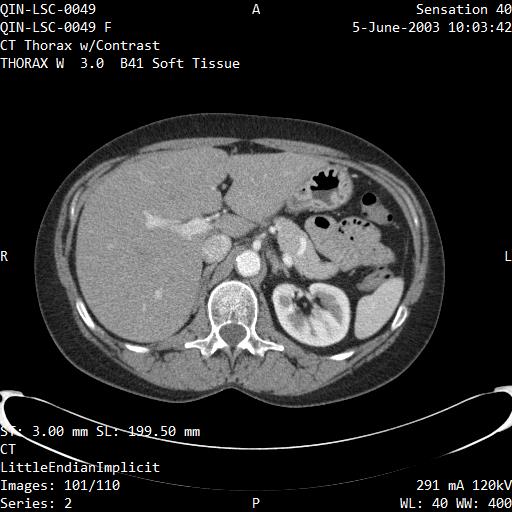 QIN-LSC-0049
A
Sensation 40
QIN-LSC-0049 F
5-June-2003 10:03:42
CT Thorax w/Contrast
THORAX W  3.0  B41 Soft Tissue
R
L
ST: 3.00 mm SL: 199.50 mm
CT
LittleEndianImplicit
Images: 101/110
291 mA 120kV
Series: 2
P
WL: 40 WW: 400